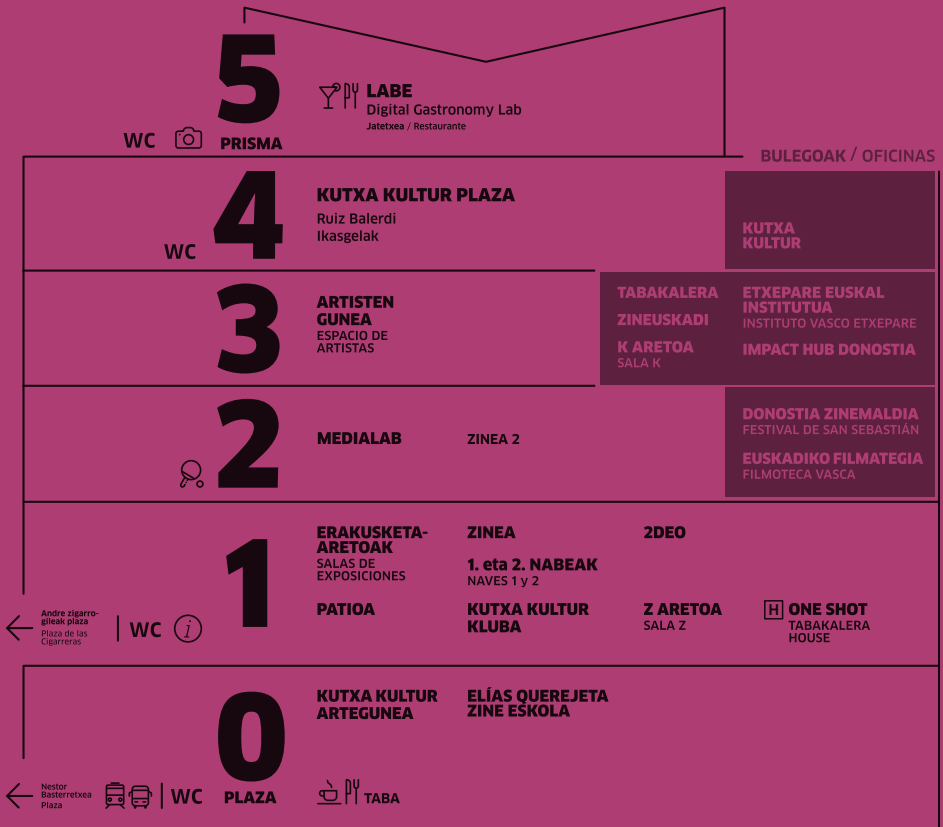 5
LABE
Digital Gastronomy Lab
Jatetxea / Restaurante
WC
PRISMA
BULEGOAK / OFICINAS
4
KUTXA KULTUR PLAZA
Ruiz Balerdi
Ikasgelak
WC
KUTXA
KULTUR
3
ARTISTEN
GUNEA
ESPACIO DE
ARTISTAS
TABAKALERA
ZINEUSKADI
K ARETOA
SALA K
ETXEPARE EUSKAL
INSTITUTUA
INSTITUTO VASCO ETXEPARE
IMPACT HUB DONOSTIA
2
MEDIALAB
ZINEA 2
DONOSTIA ZINEMALDIA
FESTIVAL DE SAN SEBASTIÁN
EUSKADIKO FILMATEGIA
FILMOTECA VASCA
1
ERAKUSKETA-
ARETOAK
SALAS DE
EXPOSICIONES
PATIOA
ZINEA
1. eta 2. NABEAK
NAVES 1 y 2
KUTXA KULTUR
KLUBA
2DEO
Z ARETOA
SALA Z
H ONE SHOT
TABAKALERA
HOUSE
Andre zigarro-
gileak plaza
Plaza de las
Cigarreras
WC
i
0
KUTXA KULTUR
ARTEGUNEA
ELÍAS QUEREJETA
ZINE ESKOLA
Nestor
Basterretxea
Plaza
WC
PLAZA
TABA